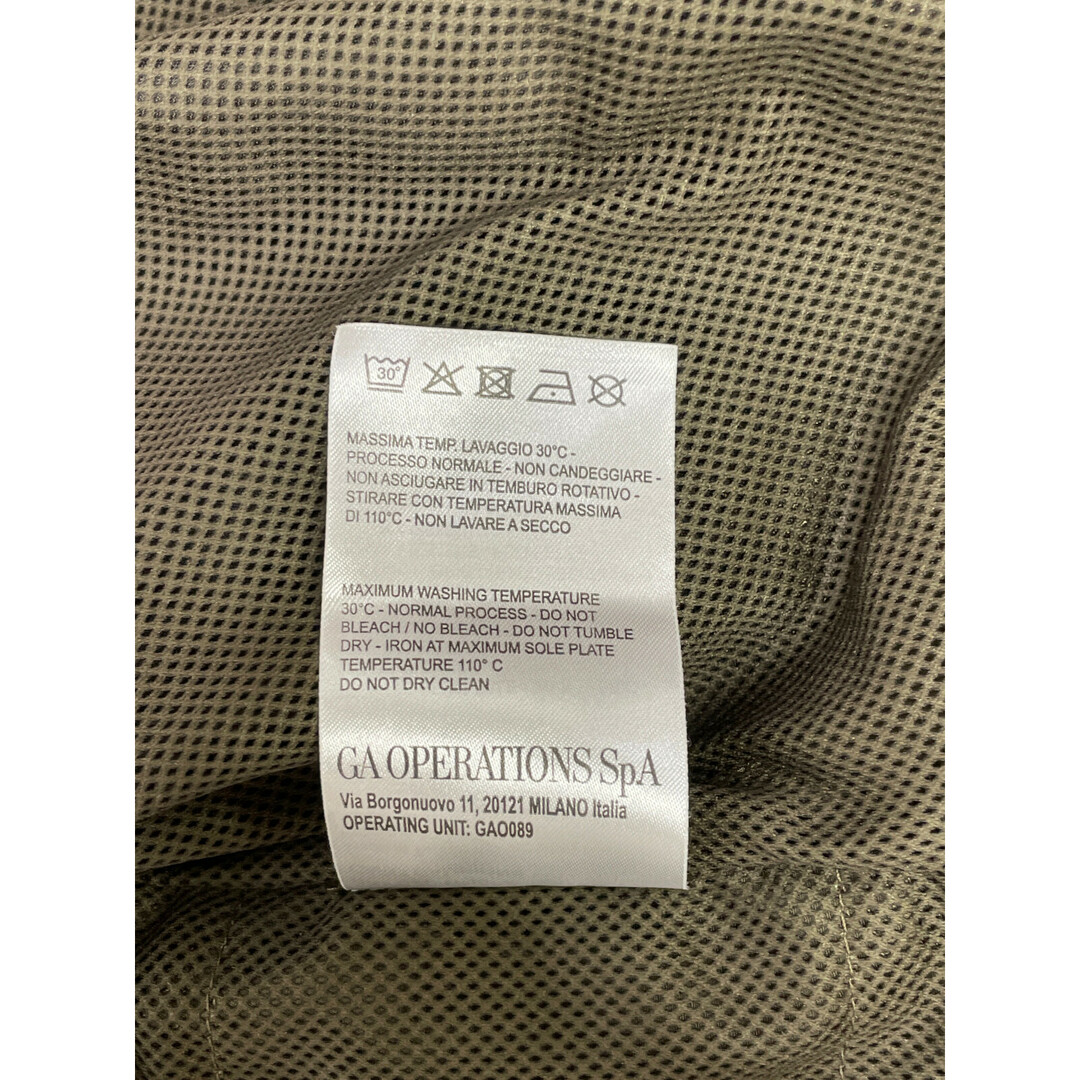 30°
MASSIMA TEMP. LAVAGGIO 30°C -
PROCESSO NORMALE - NON CANDEGGIARE -
NON ASCIUGARE IN TEMBURO ROTATIVO -
STIRARE CON TEMPERATURA MASSIMA
DI 110°C - NON LAVARE A SECCO
MAXIMUM WASHING TEMPERATURE
30°C - NORMAL PROCESS - DO NOT
BLEACH / NO BLEACH - DO NOT TUMBLE
DRY - IRON AT MAXIMUM SOLE PLATE
TEMPERATURE 110° C
DO NOT DRY CLEAN
GA OPERATIONS SpA
Via Borgonuovo 11, 20121 MILANO Italia
OPERATING UNIT: GAO089